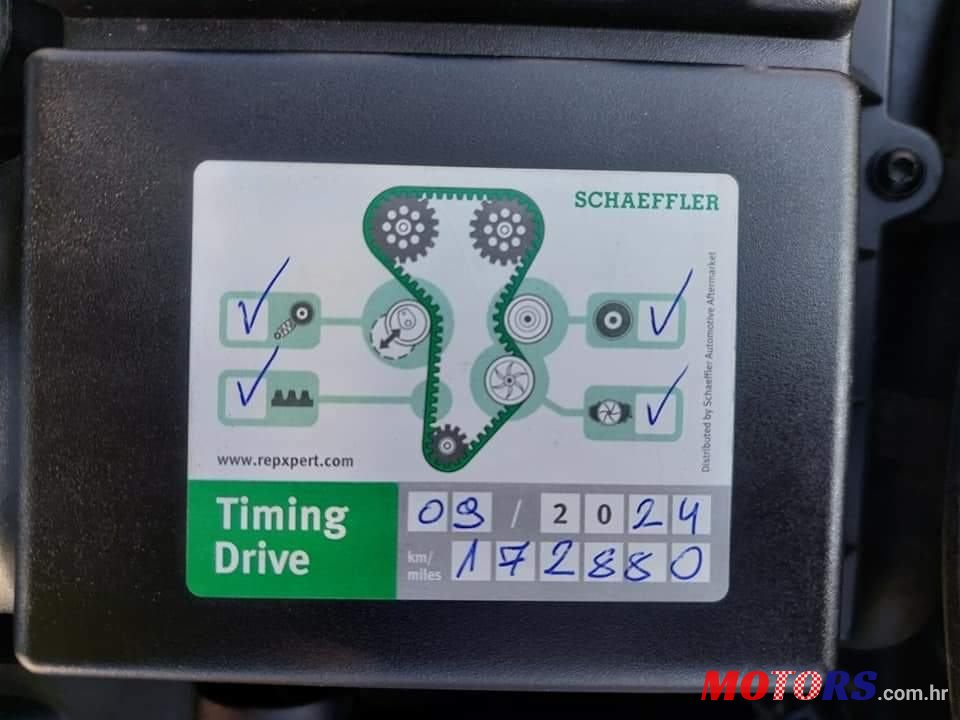 SCHAEFFLER
Distributed by Schaeffler Automotive Aftermarket
www.repxpert.com
Timing
Drive
09 / 2024
km/
miles
172880
MOTORS.com.hr